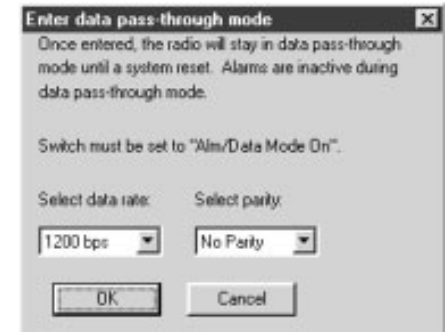 Enter data pass-through mode
Once entered, the radio will stay in data pass-through
mode until a system reset. Alarms are inactive during
data pass-through mode.
Switch must be set to "Alm/Data Mode On".
Select data rate: Select parity:
1200 bps No Parity
OK Cancel